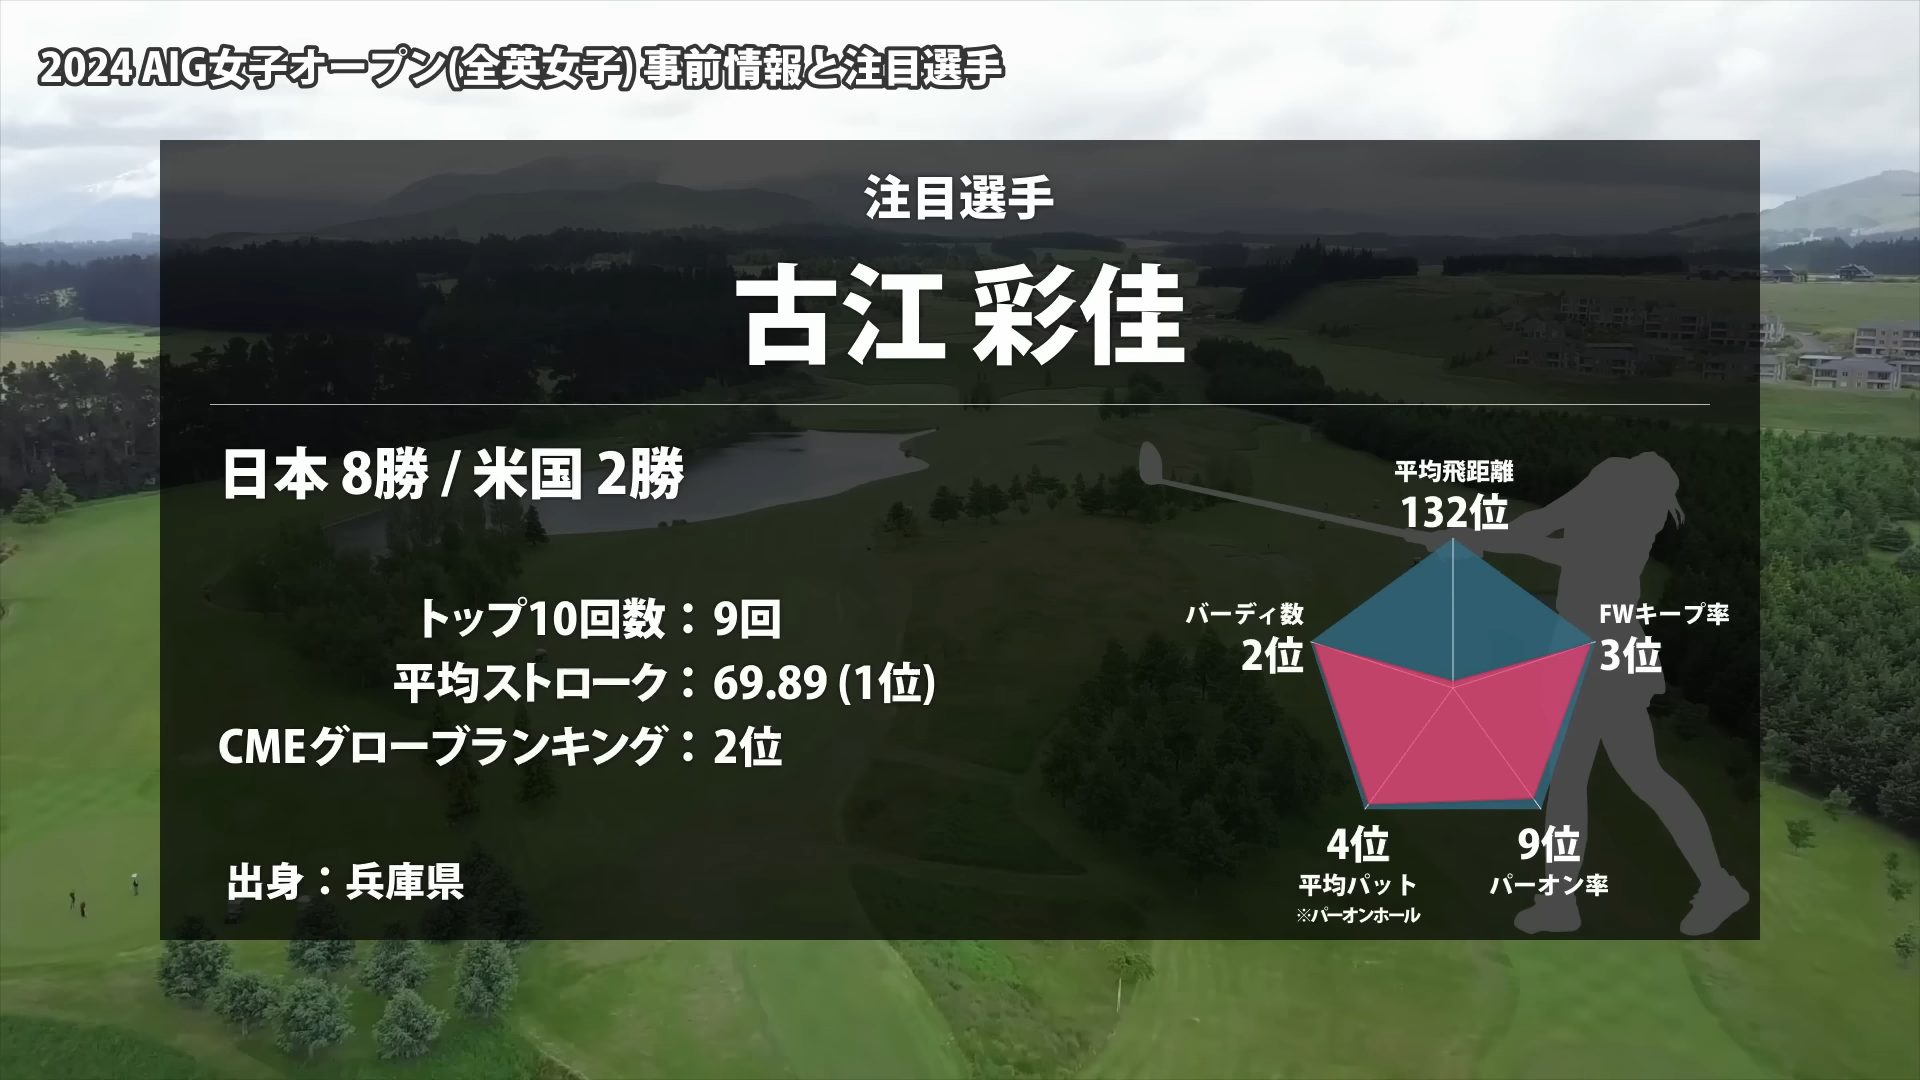 2024 AIG女子オープン(全英女子) 事前情報と注目選手
注目選手
古江 彩佳
日本 8勝 / 米国 2勝
トップ10回数：9回
平均ストローク：69.89 (1位)
CMEグローブランキング：2位
出身：兵庫県
平均飛距離
132位
バーディ数
2位
FWキープ率
3位
4位
平均パット
※パーオンホール
9位
パーオン率